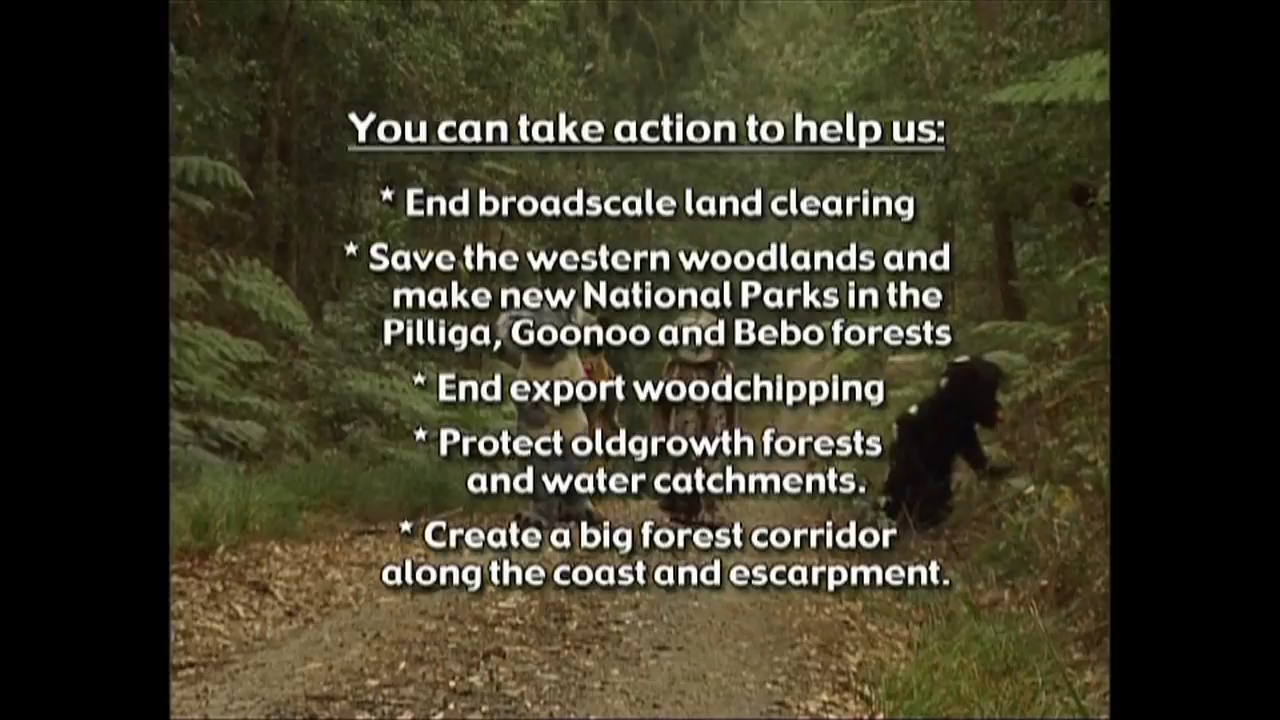 You can take action to help us:
* End broadscale land clearing
* Save the western woodlands and
make new National Parks in the
Pilliga, Goonoo and Bebo forests
* End export woodchipping
* Protect oldgrowth forests
and water catchments.
* Create a big forest corridor
along the coast and escarpment.